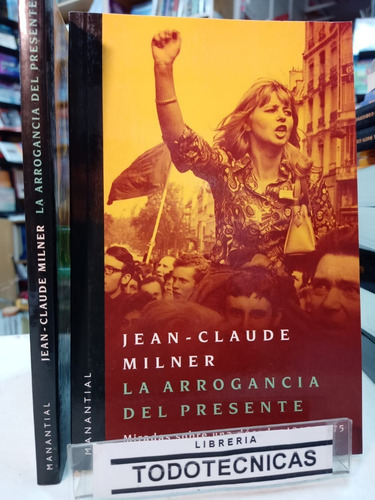 JEAN-CLAUDE MILNER LA ARROGANCIA DEL PRESENTE
MANANTIAL
MANANTIAL
JEAN-CLAUDE
MILNER
LA ARROGANCIA
DEL PRESENTE
LIBRERIA
TODOTECNICAS